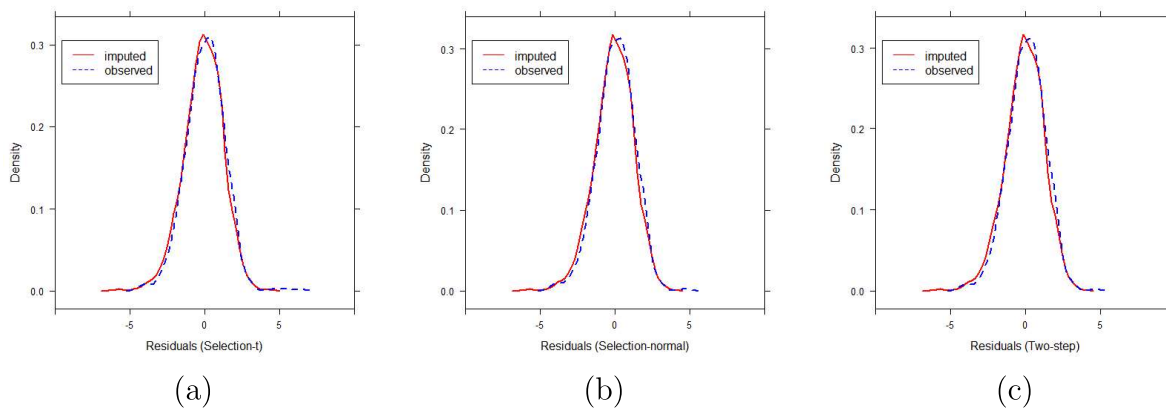 imputed
observed
Density
0.3
0.2
0.1
0.0
-5 0 5
Residuals (Selection-t)
(a)
imputed
observed
Density
0.3
0.2
0.1
0.0
-5 0 5
Residuals (Selection-normal)
(b)
imputed
observed
Density
0.3
0.2
0.1
0.0
-5 0 5
Residuals (Two-step)
(c)